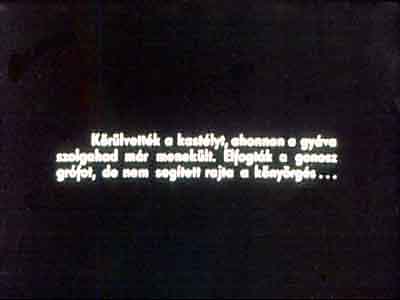 Körülvették a kastélyt, ahonnan a gyáva
szolgahad már menekült. Elfogták a gonosz
grófot, de nem segített rajta a könyörgés...